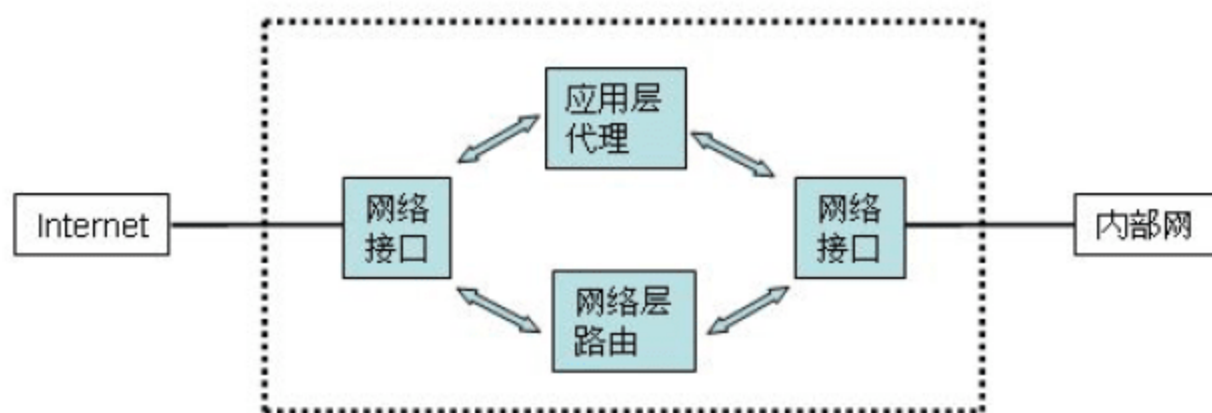 应用层
代理
Internet
网络
接口
网络
接口
内部网
网络层
路由